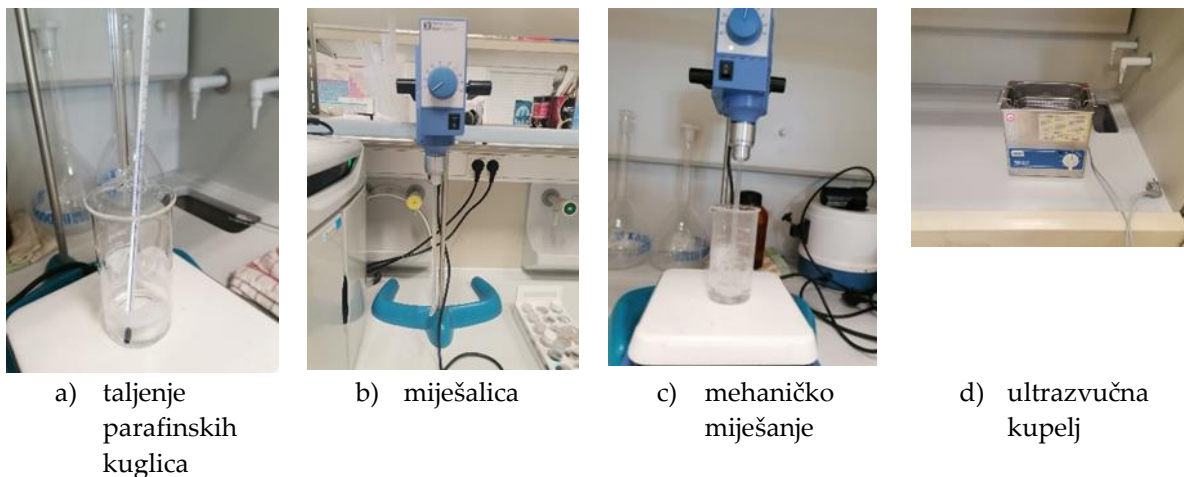 a) taljenje
parafinskih
kuglica
b) miješalica
c) mehaničko
miješanje
d) ultrazvučna
kupelj